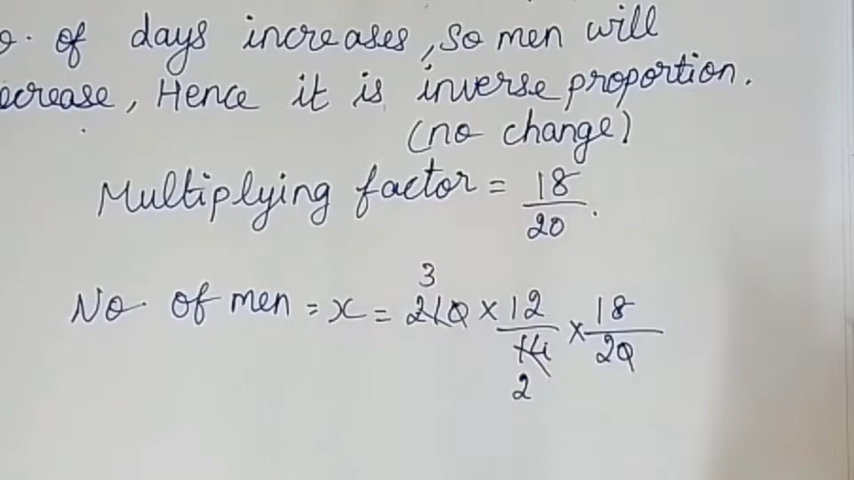 of days increases, so men will
, Hence it is inverse proportion.
(no change)
Multiplying factor = 18/20.
3
No. of men = x = 210 × 12/14 × 18/20
2